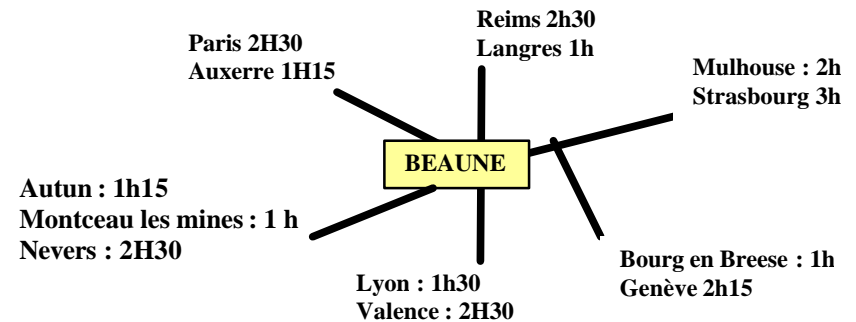 Reims 2h30
Langres 1h
Paris 2H30
Auxerre 1H15
Mulhouse : 2h
Strasbourg 3h
BEAUNE
Autun : 1h15
Montceau les mines : 1 h
Nevers : 2H30
Bourg en Breese : 1h
Genève 2h15
Lyon : 1h30
Valence : 2H30